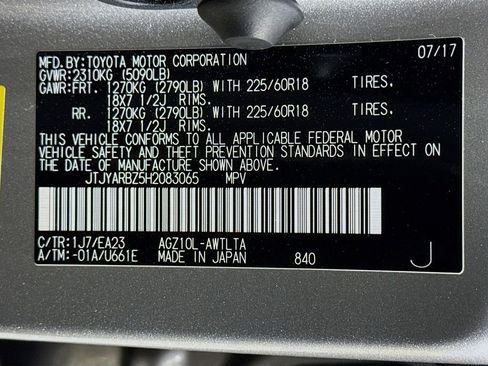 MFD. BY: TOYOTA MOTOR CORPORATION 07/17
GVWR: 2310KG (5090LB)
GAWR: FRT. 1270KG (2790LB) WITH 225/60R18 TIRES.
18X7 1/2J RIMS.
RR. 1270KG (2790LB) WITH 225/60R18 TIRES.
18X7 1/2J RIMS.
THIS VEHICLE CONFORMS TO ALL APPLICABLE FEDERAL MOTOR
VEHICLE SAFETY, BUMPER, AND
THEFT PREVENTION STANDARDS IN EFFECT ON
THE DATE OF MANUFACTURE SHOWN ABOVE.
JTJYARBZ5H2083065 MPV
C/TR: 1J7/EA23 AGZ10L-AWTLTA
A/TM: -01A/U661E MADE IN JAPAN 840 J